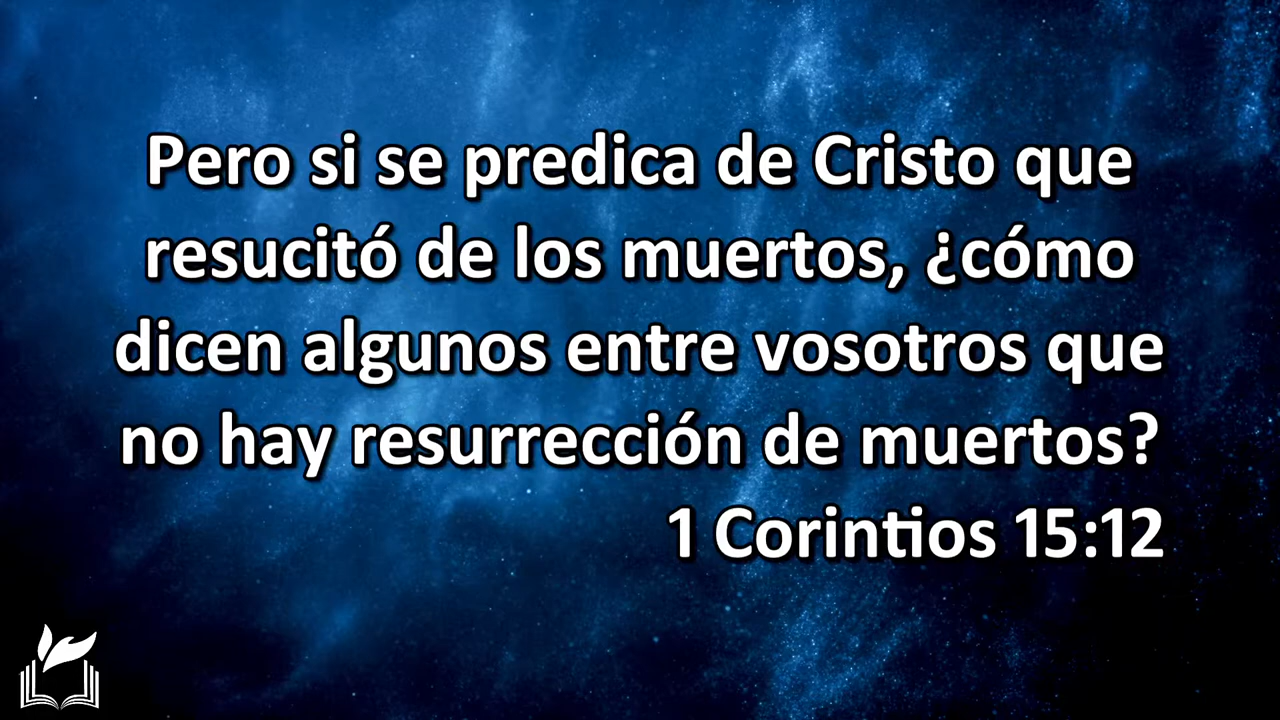 Pero si se predica de Cristo que
resucitó de los muertos, ¿cómo
dicen algunos entre vosotros que
no hay resurrección de muertos?
1 Corintios 15:12